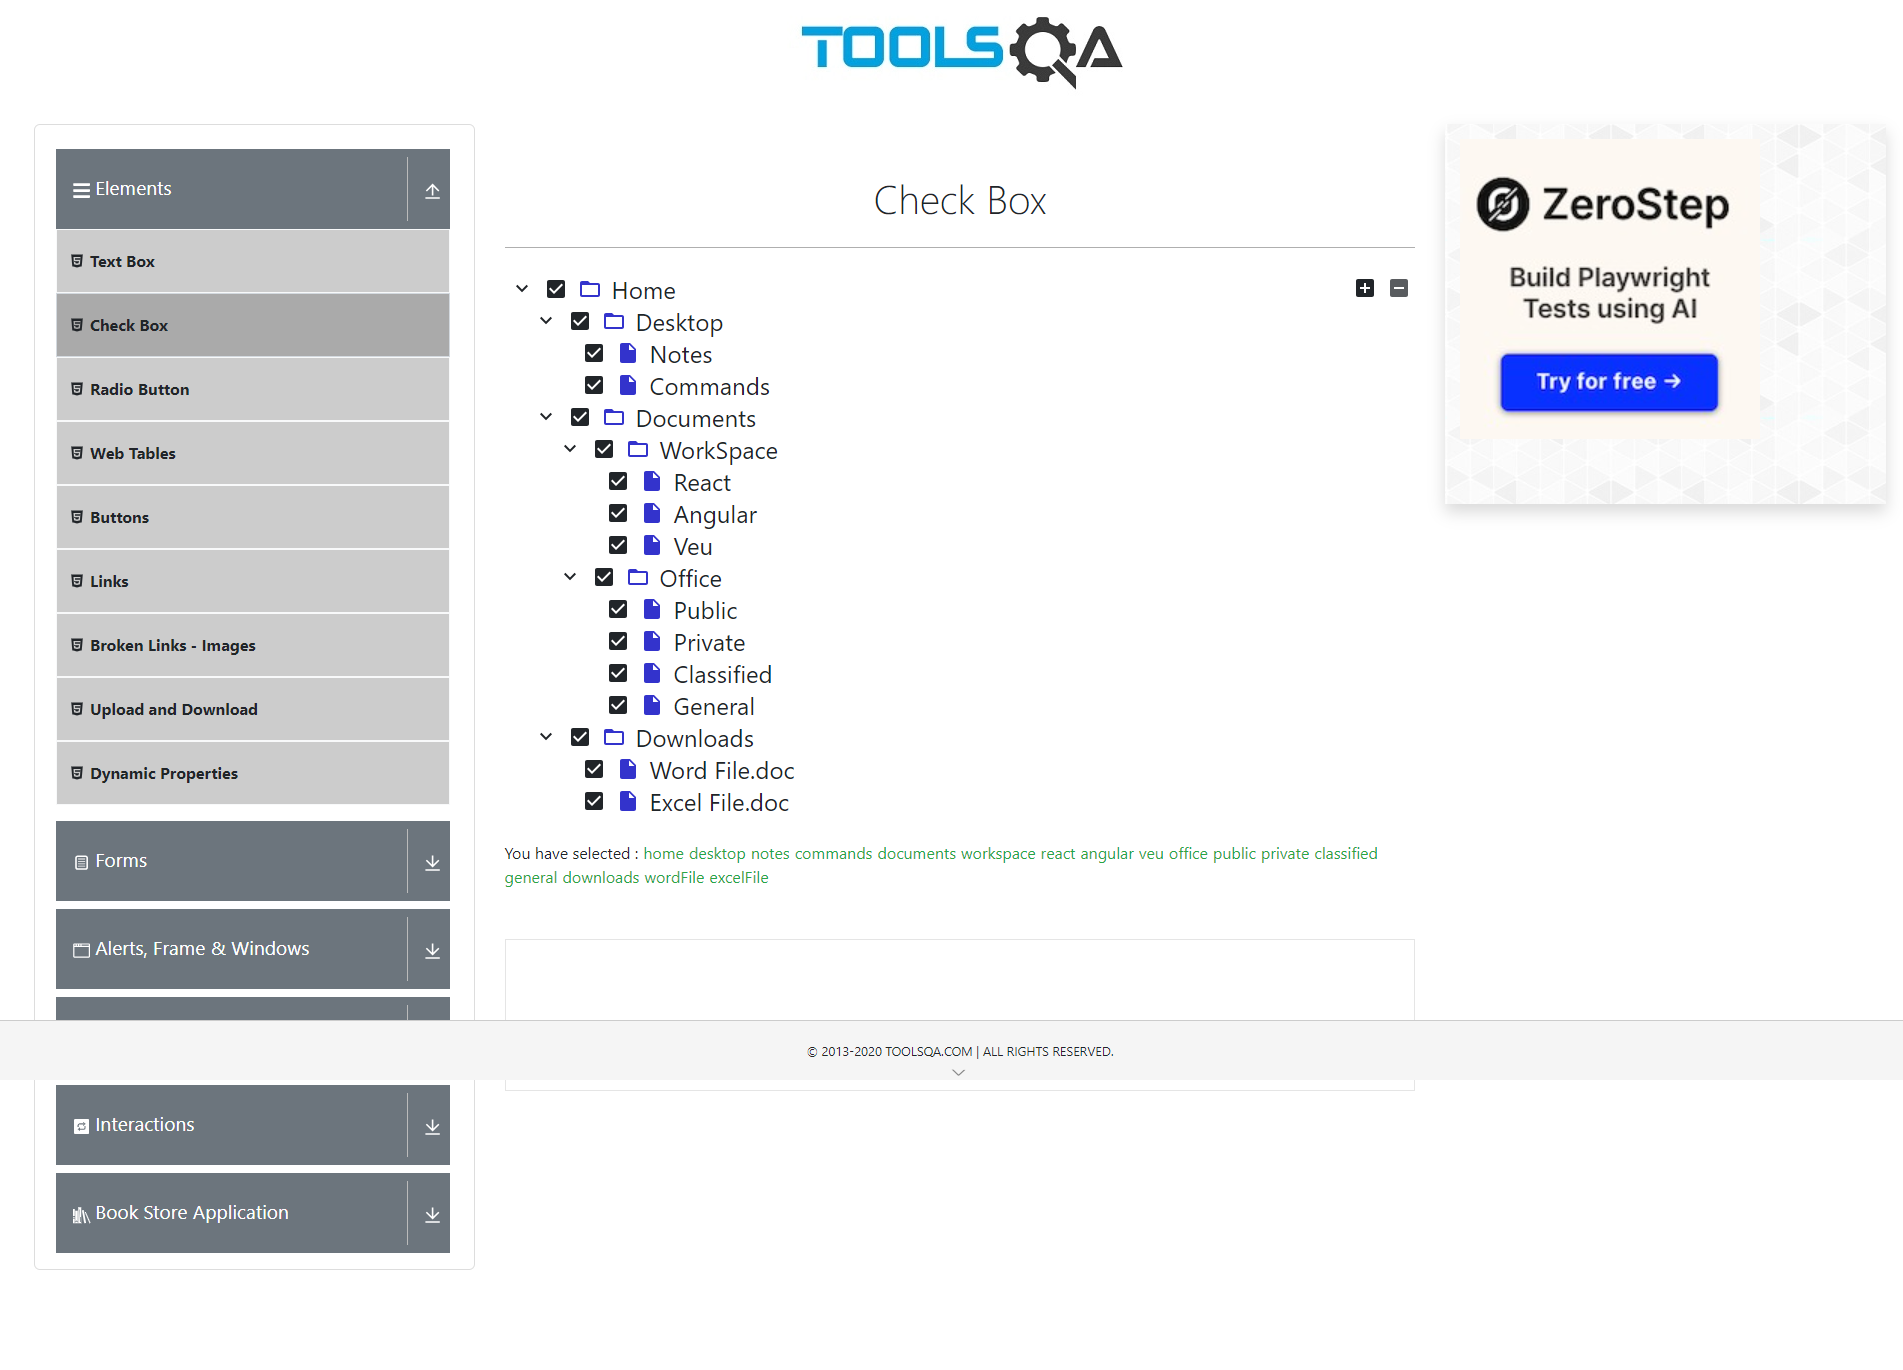 TOOLSQA
Elements
Text Box
Check Box
Radio Button
Web Tables
Buttons
Links
Broken Links - Images
Upload and Download
Dynamic Properties
Forms
Alerts, Frame & Windows
Interactions
Book Store Application
Check Box
Home
Desktop
Notes
Commands
Documents
WorkSpace
React
Angular
Veu
Office
Public
Private
Classified
General
Downloads
Word File.doc
Excel File.doc
You have selected : home desktop notes commands documents workspace react angular veu office public private classified
general downloads wordFile excelFile
ZeroStep
Build Playwright
Tests using AI
Try for free →
© 2013-2020 TOOLSQA.COM | ALL RIGHTS RESERVED.